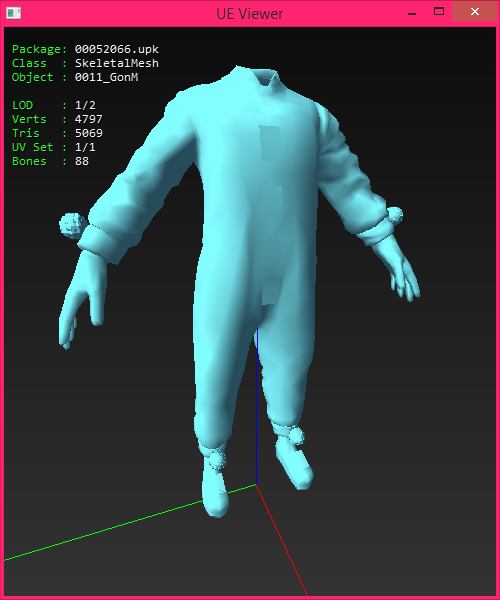 UE Viewer
Package: 00052066.upk
Class : SkeletalMesh
Object : 0011_GonM
LOD : 1/2
Verts : 4797
Tris : 5069
UV Set : 1/1
Bones : 88